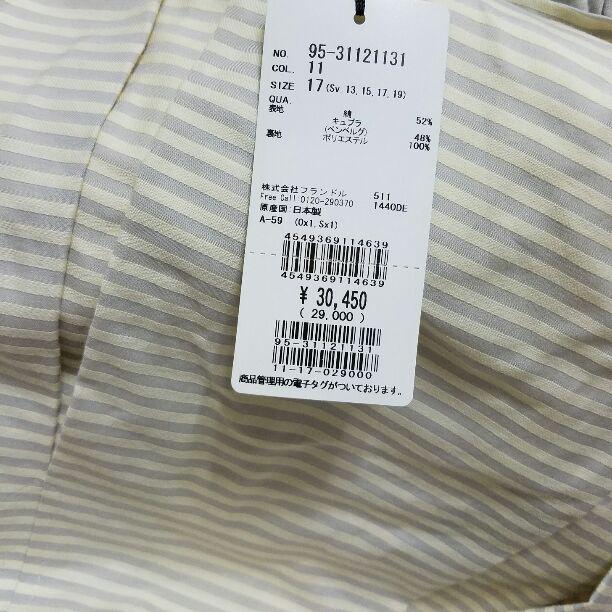 NO. 95-31121131
COL. 11
SIZE 17 (Sv 13,15,17,19)
QUA.
表地 綿 52%
キュプラ
(ベンベルグ) 48%
裏地 ポリエステル 100%
株式会社フランドル 511
Free Call:0120-290370 1440DE
原産国:日本製
A-59 (Ox1,Sx1)
4549369114639
4549369114639
¥ 30,450
( 29,000 )
95-31121131
11-17-029000
商品管理用の電子タグがついております。